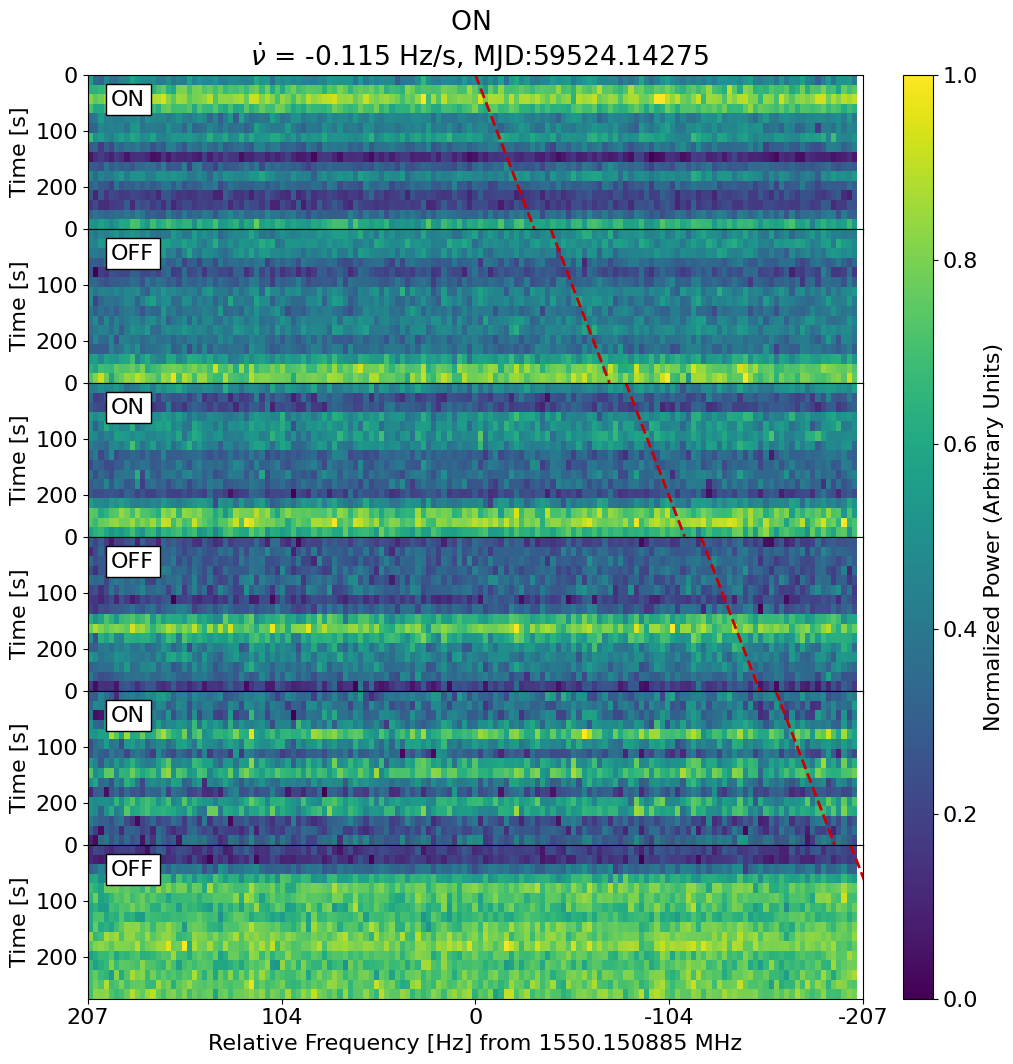 ON
ν̇ = -0.115 Hz/s, MJD:59524.14275
0
ON
100
Time [s]
200
0
OFF
100
Time [s]
200
0
ON
100
Time [s]
200
0
OFF
100
Time [s]
200
0
ON
100
Time [s]
200
0
OFF
100
Time [s]
200
207 104 0 -104 -207
Relative Frequency [Hz] from 1550.150885 MHz
1.0
0.8
0.6
0.4
0.2
0.0
Normalized Power (Arbitrary Units)